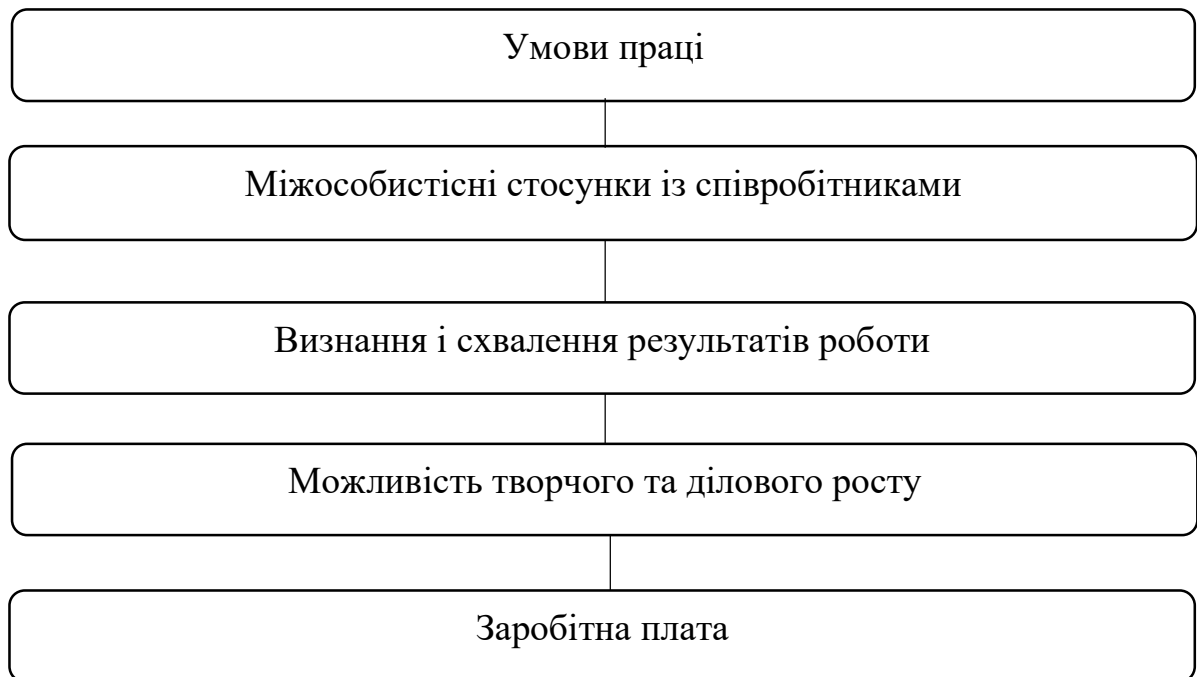 Умови праці
Міжособистісні стосунки із співробітниками
Визнання і схвалення результатів роботи
Можливість творчого та ділового росту
Заробітна плата